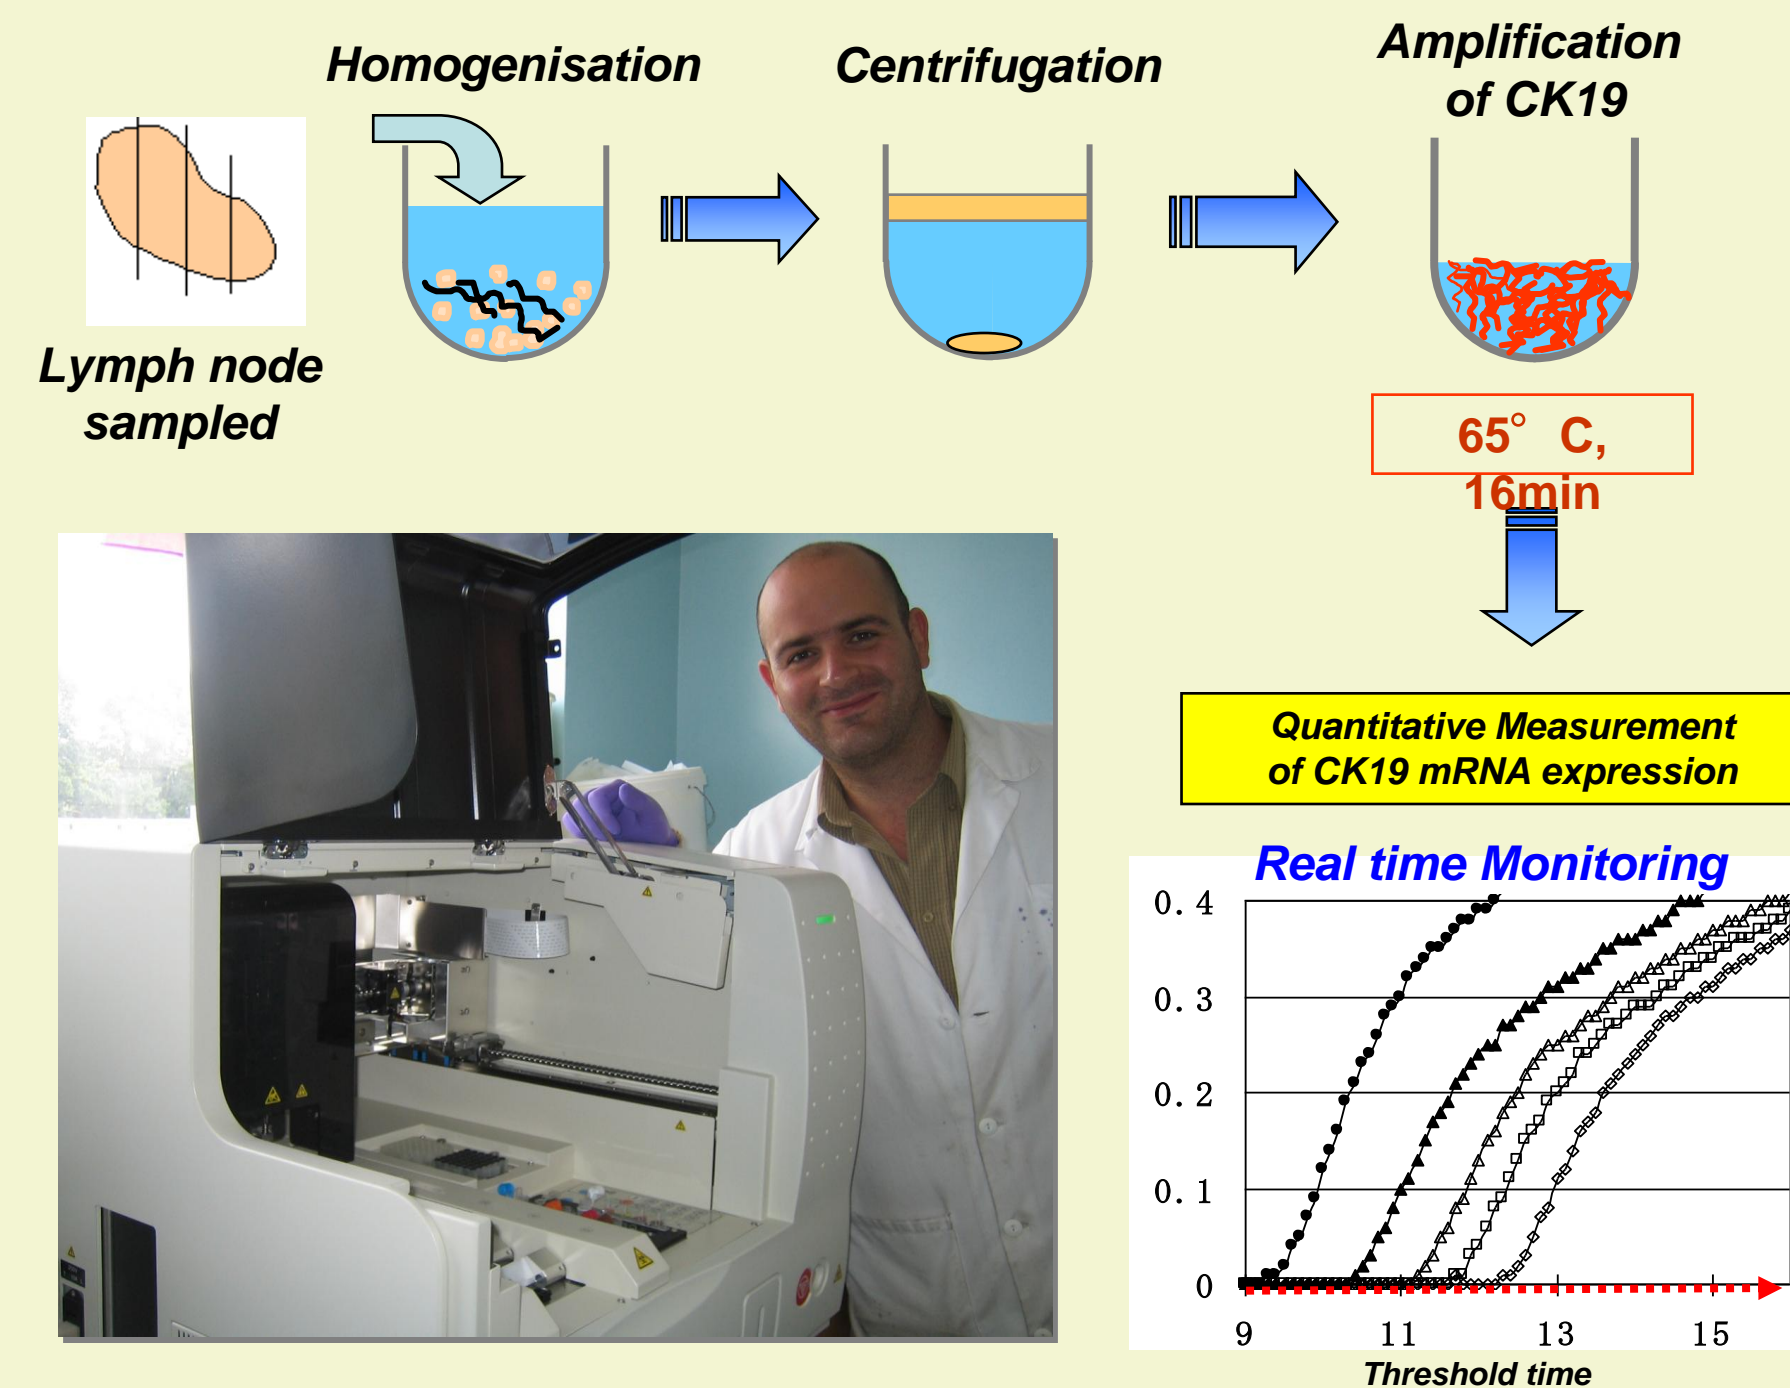 Homogenisation
Centrifugation
Amplification
of CK19
Lymph node
sampled
65° C,
16min
Quantitative Measurement
of CK19 mRNA expression
Real time Monitoring
0.4
0.3
0.2
0.1
0
9 11 13 15
Threshold time